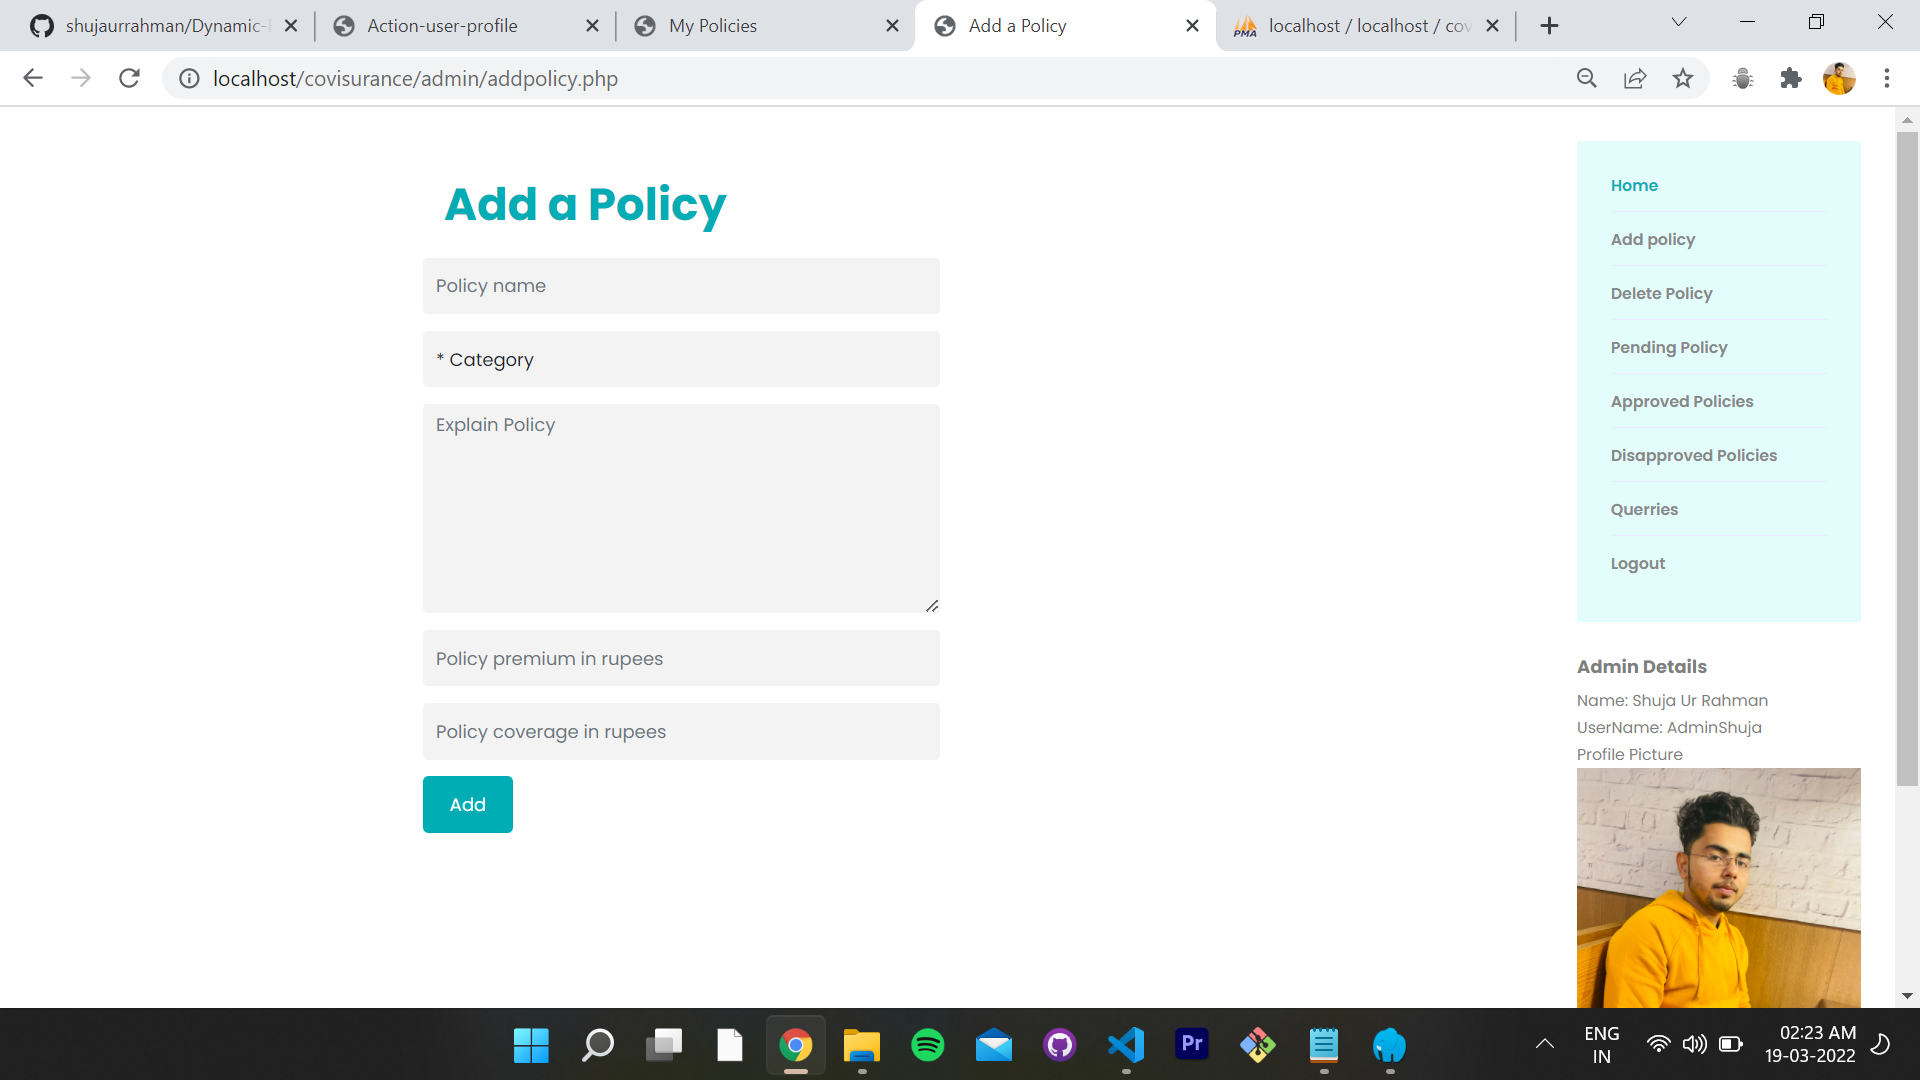 shujaurrahman/Dynamic-
Action-user-profile
My Policies
Add a Policy
localhost / localhost / cov
localhost/covisurance/admin/addpolicy.php
Add a Policy
Policy name
* Category
Explain Policy
Policy premium in rupees
Policy coverage in rupees
Add
Home
Add policy
Delete Policy
Pending Policy
Approved Policies
Disapproved Policies
Querries
Logout
Admin Details
Name: Shuja Ur Rahman
UserName: AdminShuja
Profile Picture
Pr
ENG
IN
02:23 AM
19-03-2022